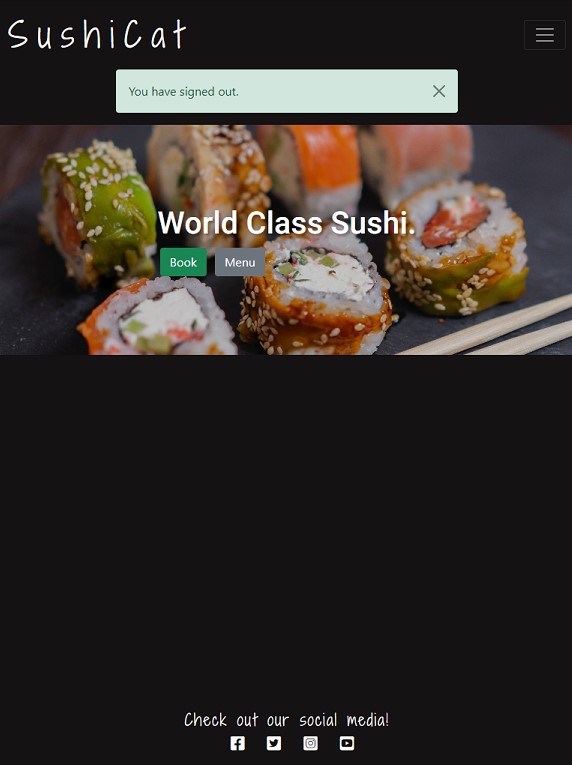 SushiCat
You have signed out.
World Class Sushi.
Book
Menu
Check out our social media!